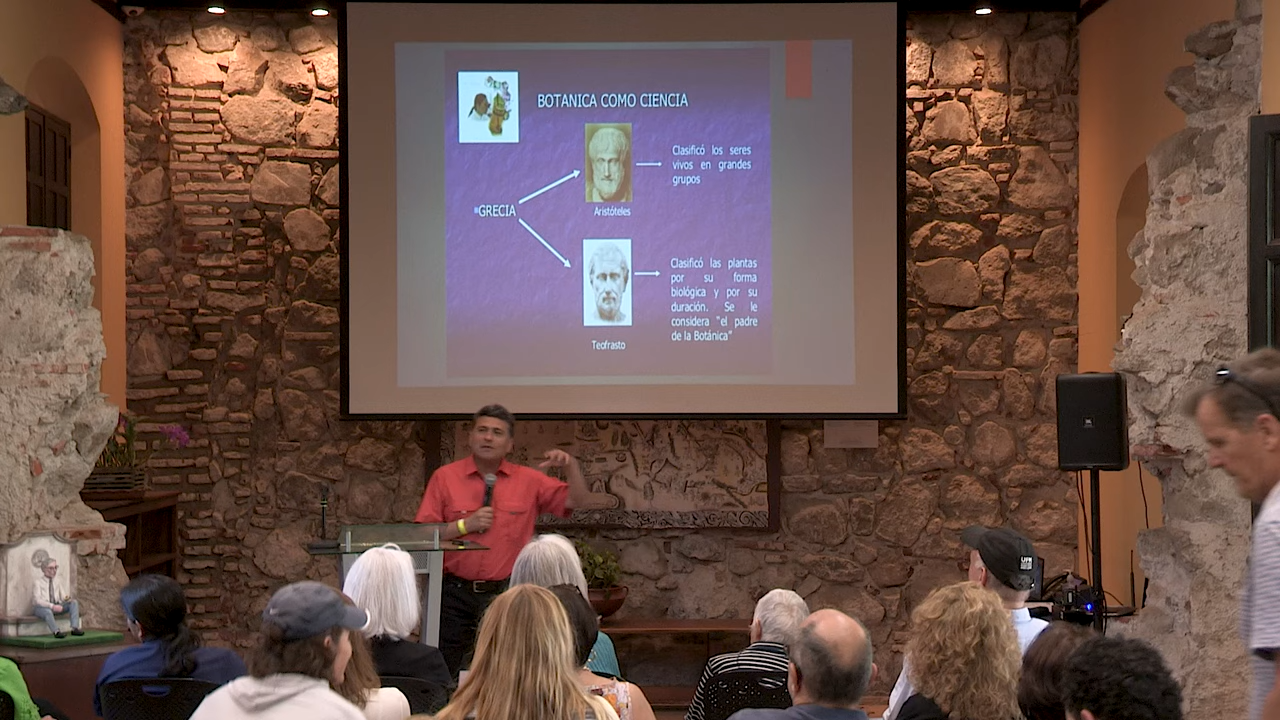 BOTANICA COMO CIENCIA
Clasificó los seres
vivos en grandes
grupos
GRECIA
Aristóteles
Clasificó las plantas
por su forma
biológica y por su
duración. Se le
considera "el padre
de la Botánica"
Teofrasto
UFM